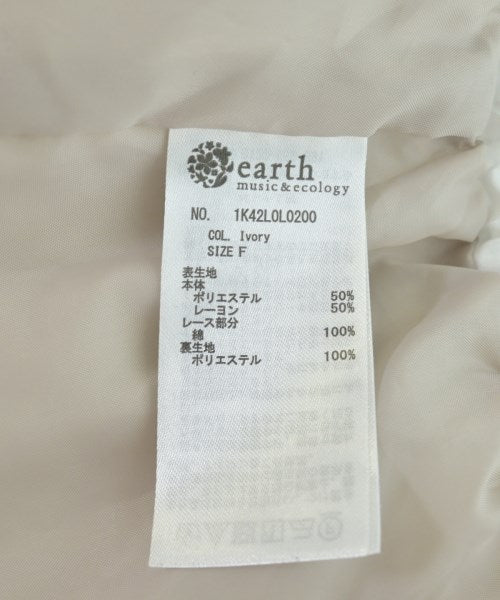 earth
music&ecology
NO. 1K42L0L0200
COL. Ivory
SIZE F
表生地
本体
ポリエステル 50%
レーヨン 50%
レース部分
綿 100%
裏生地
ポリエステル 100%